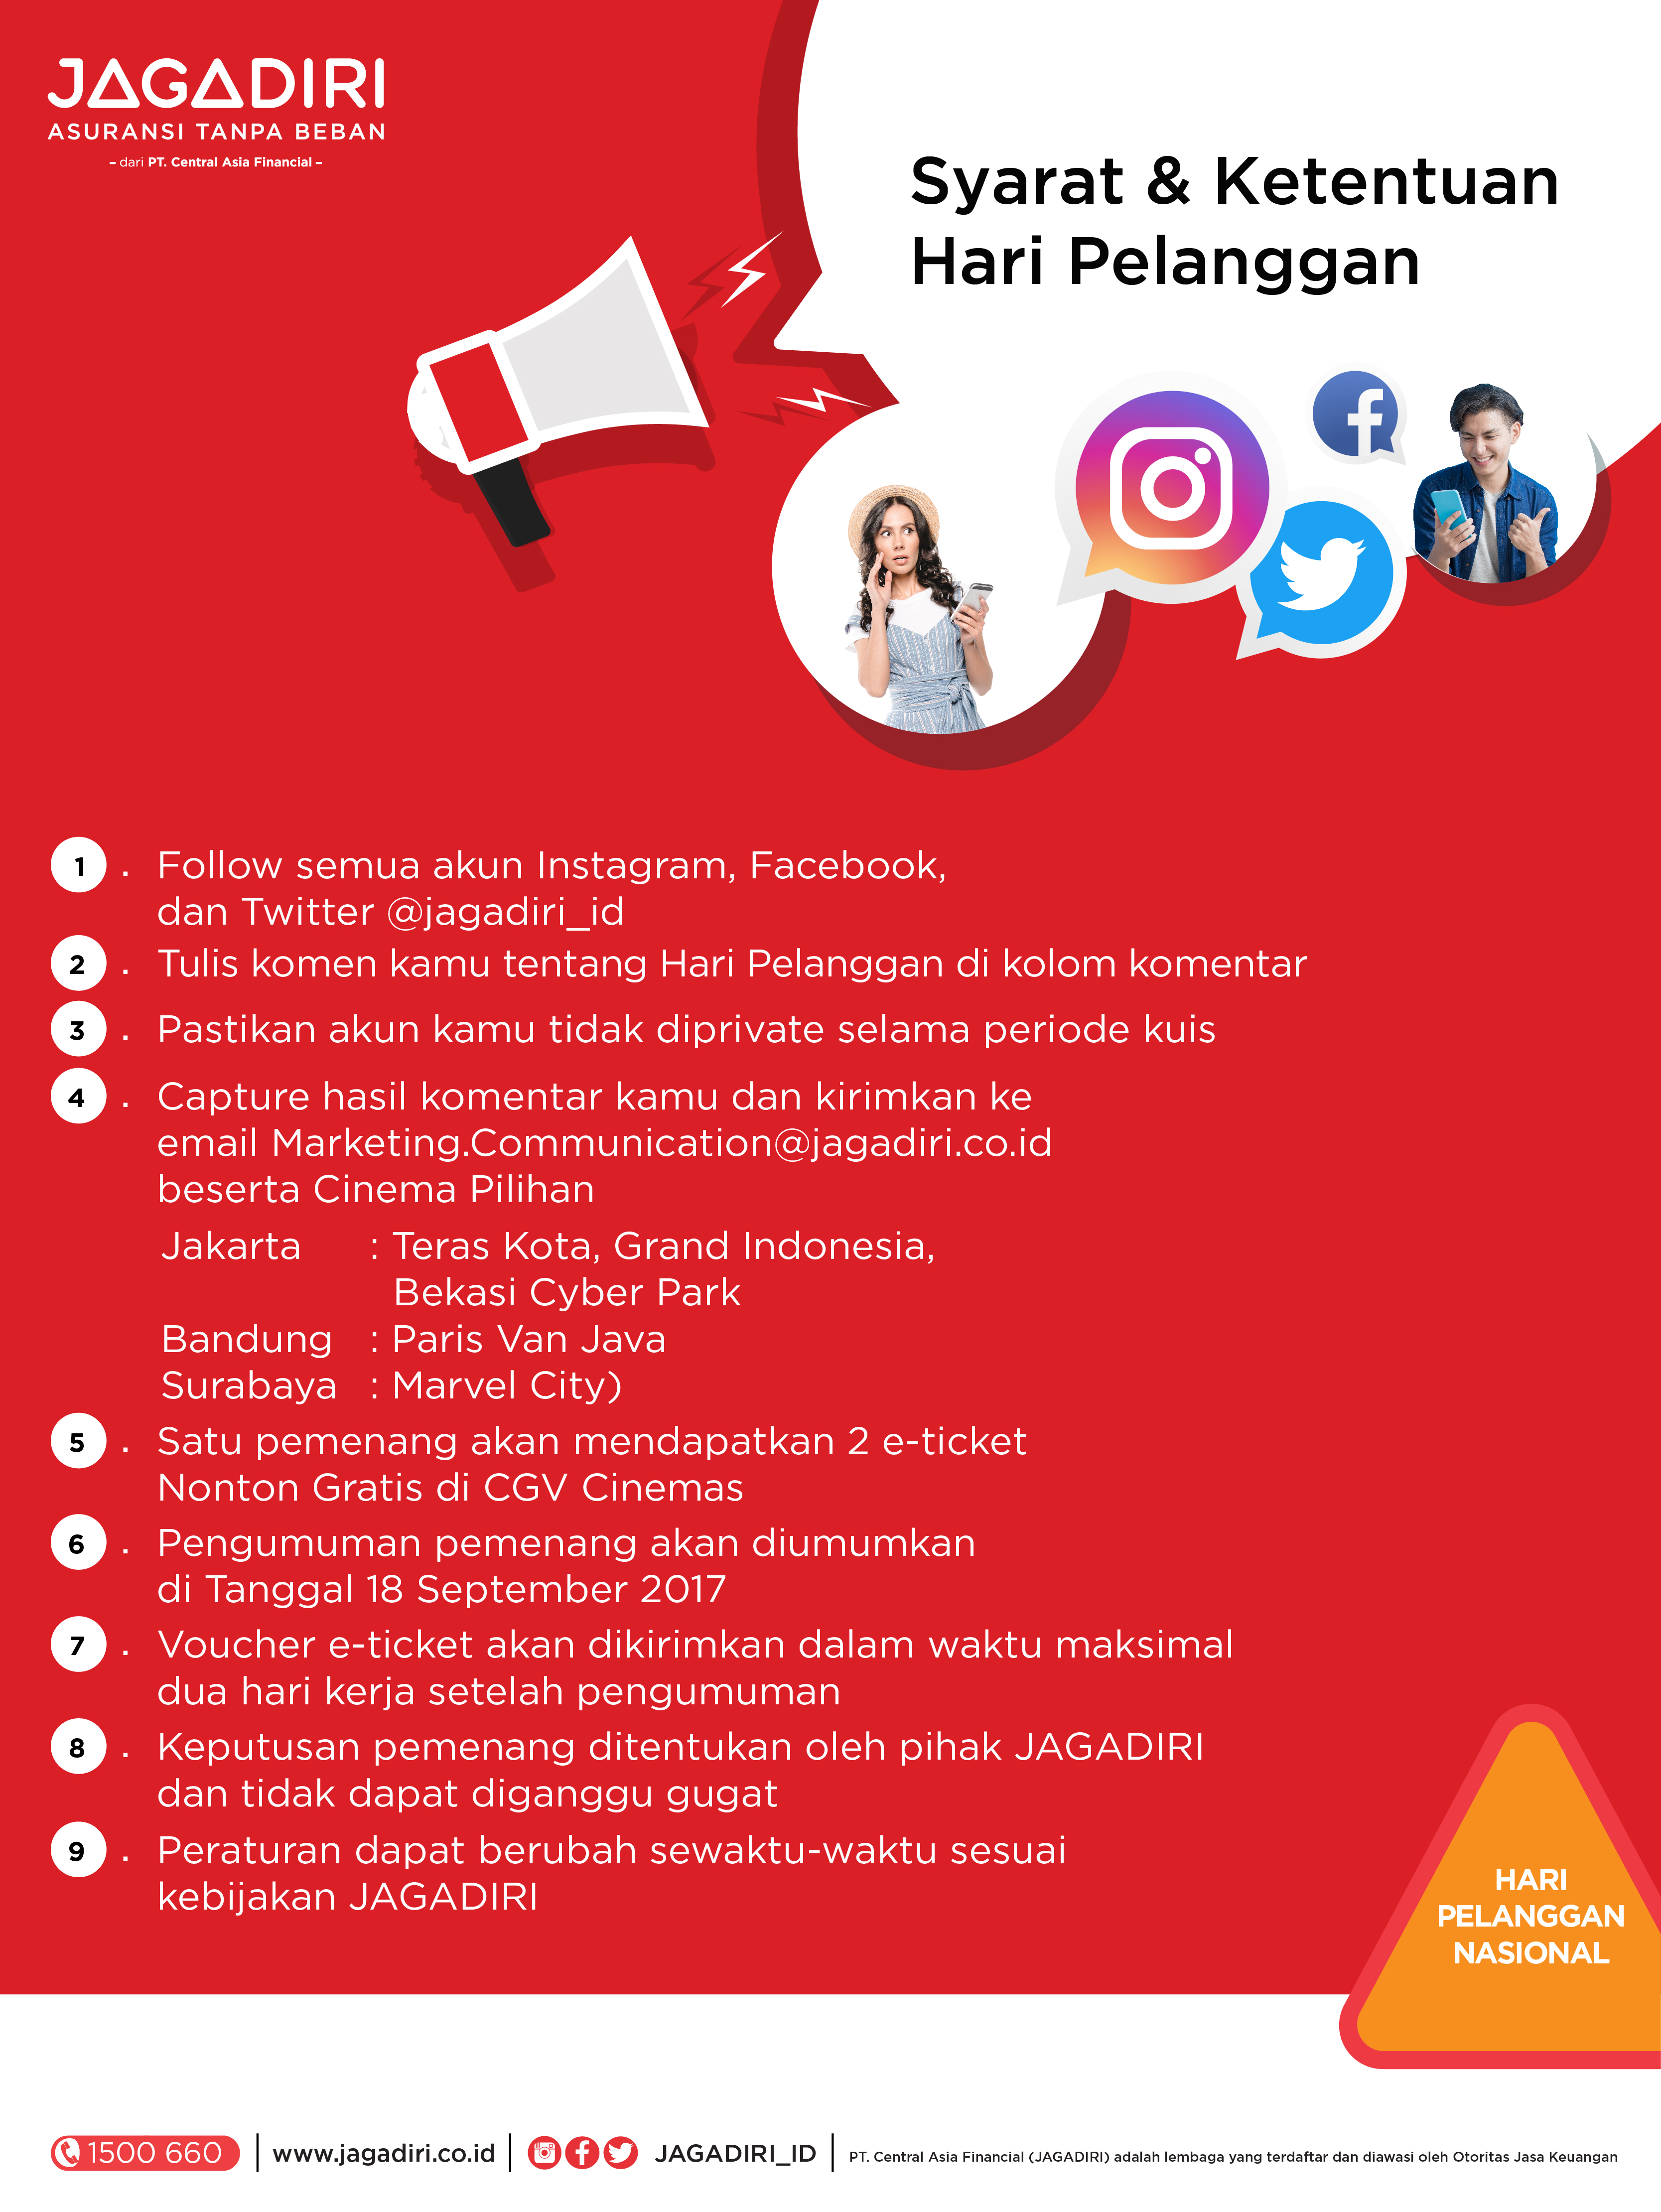 JAGADIRI
ASURANSI TANPA BEBAN
– dari PT. Central Asia Financial –
Syarat & Ketentuan
Hari Pelanggan
1 . Follow semua akun Instagram, Facebook,
dan Twitter @jagadiri_id
2 . Tulis komen kamu tentang Hari Pelanggan di kolom komentar
3 . Pastikan akun kamu tidak diprivate selama periode kuis
4 . Capture hasil komentar kamu dan kirimkan ke
email Marketing.Communication@jagadiri.co.id
beserta Cinema Pilihan
Jakarta : Teras Kota, Grand Indonesia,
Bekasi Cyber Park
Bandung : Paris Van Java
Surabaya : Marvel City)
5 . Satu pemenang akan mendapatkan 2 e-ticket
Nonton Gratis di CGV Cinemas
6 . Pengumuman pemenang akan diumumkan
di Tanggal 18 September 2017
7 . Voucher e-ticket akan dikirimkan dalam waktu maksimal
dua hari kerja setelah pengumuman
8 . Keputusan pemenang ditentukan oleh pihak JAGADIRI
dan tidak dapat diganggu gugat
9 . Peraturan dapat berubah sewaktu-waktu sesuai
kebijakan JAGADIRI
HARI
PELANGGAN
NASIONAL
1500 660 | www.jagadiri.co.id | JAGADIRI_ID | PT. Central Asia Financial (JAGADIRI) adalah lembaga yang terdaftar dan diawasi oleh Otoritas Jasa Keuangan